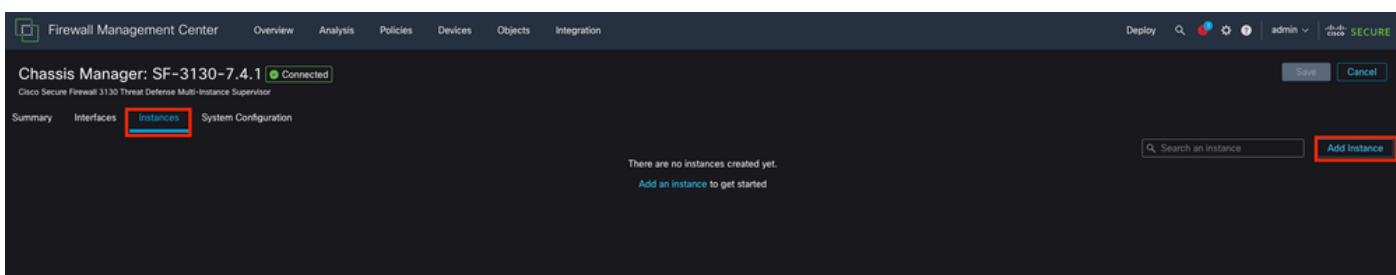 Firewall Management Center Overview Analysis Policies Devices Objects Integration Deploy admin cisco SECURE
Chassis Manager: SF-3130-7.4.1 Connected Save Cancel
Cisco Secure Firewall 3130 Threat Defense Multi-Instance Supervisor
Summary Interfaces Instances System Configuration
Search an instance Add Instance
There are no instances created yet.
Add an instance to get started